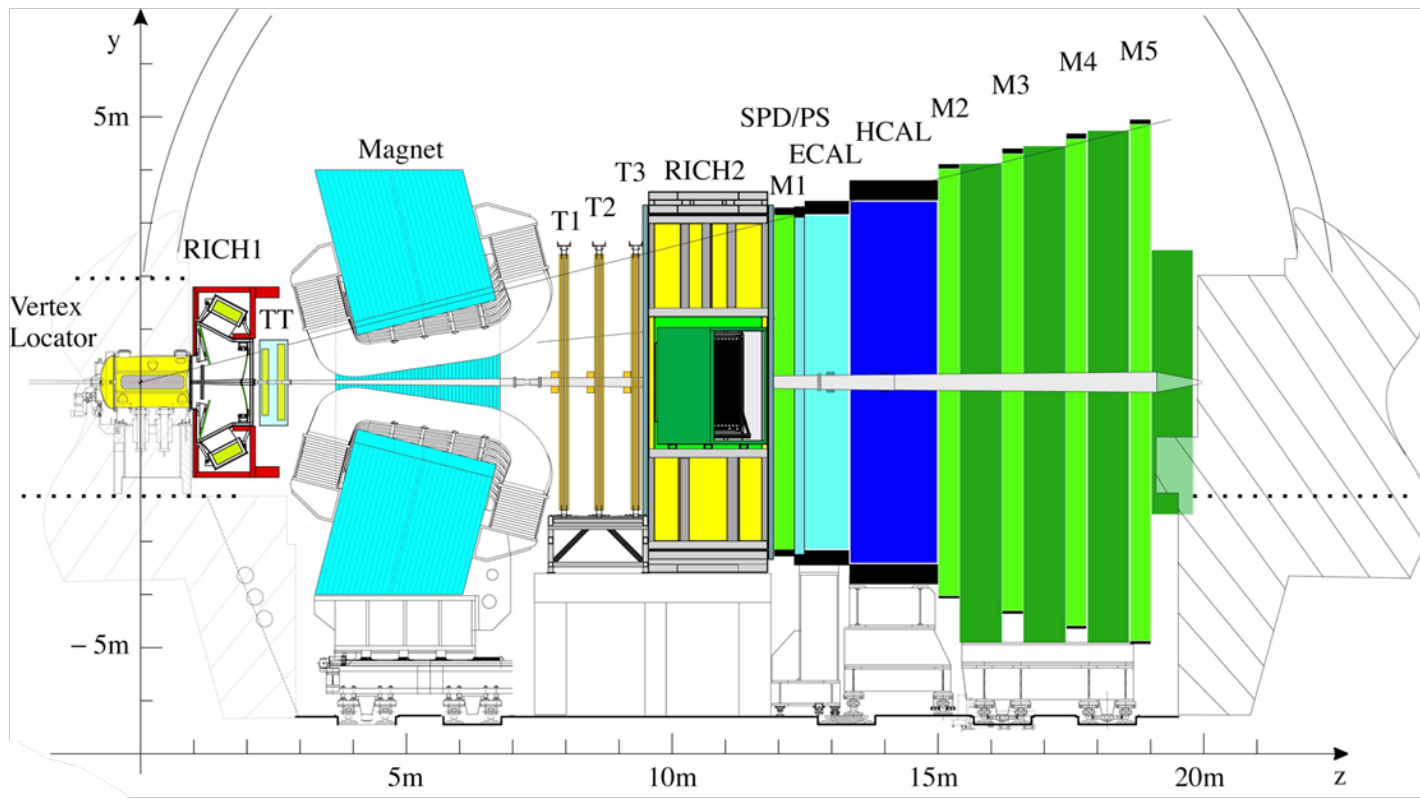 y
5m
Magnet
RICH1
Vertex
Locator
TT
T1
T2
T3
RICH2
M1
SPD/PS
ECAL
HCAL
M2
M3
M4
M5
− 5m
5m
10m
15m
20m
z